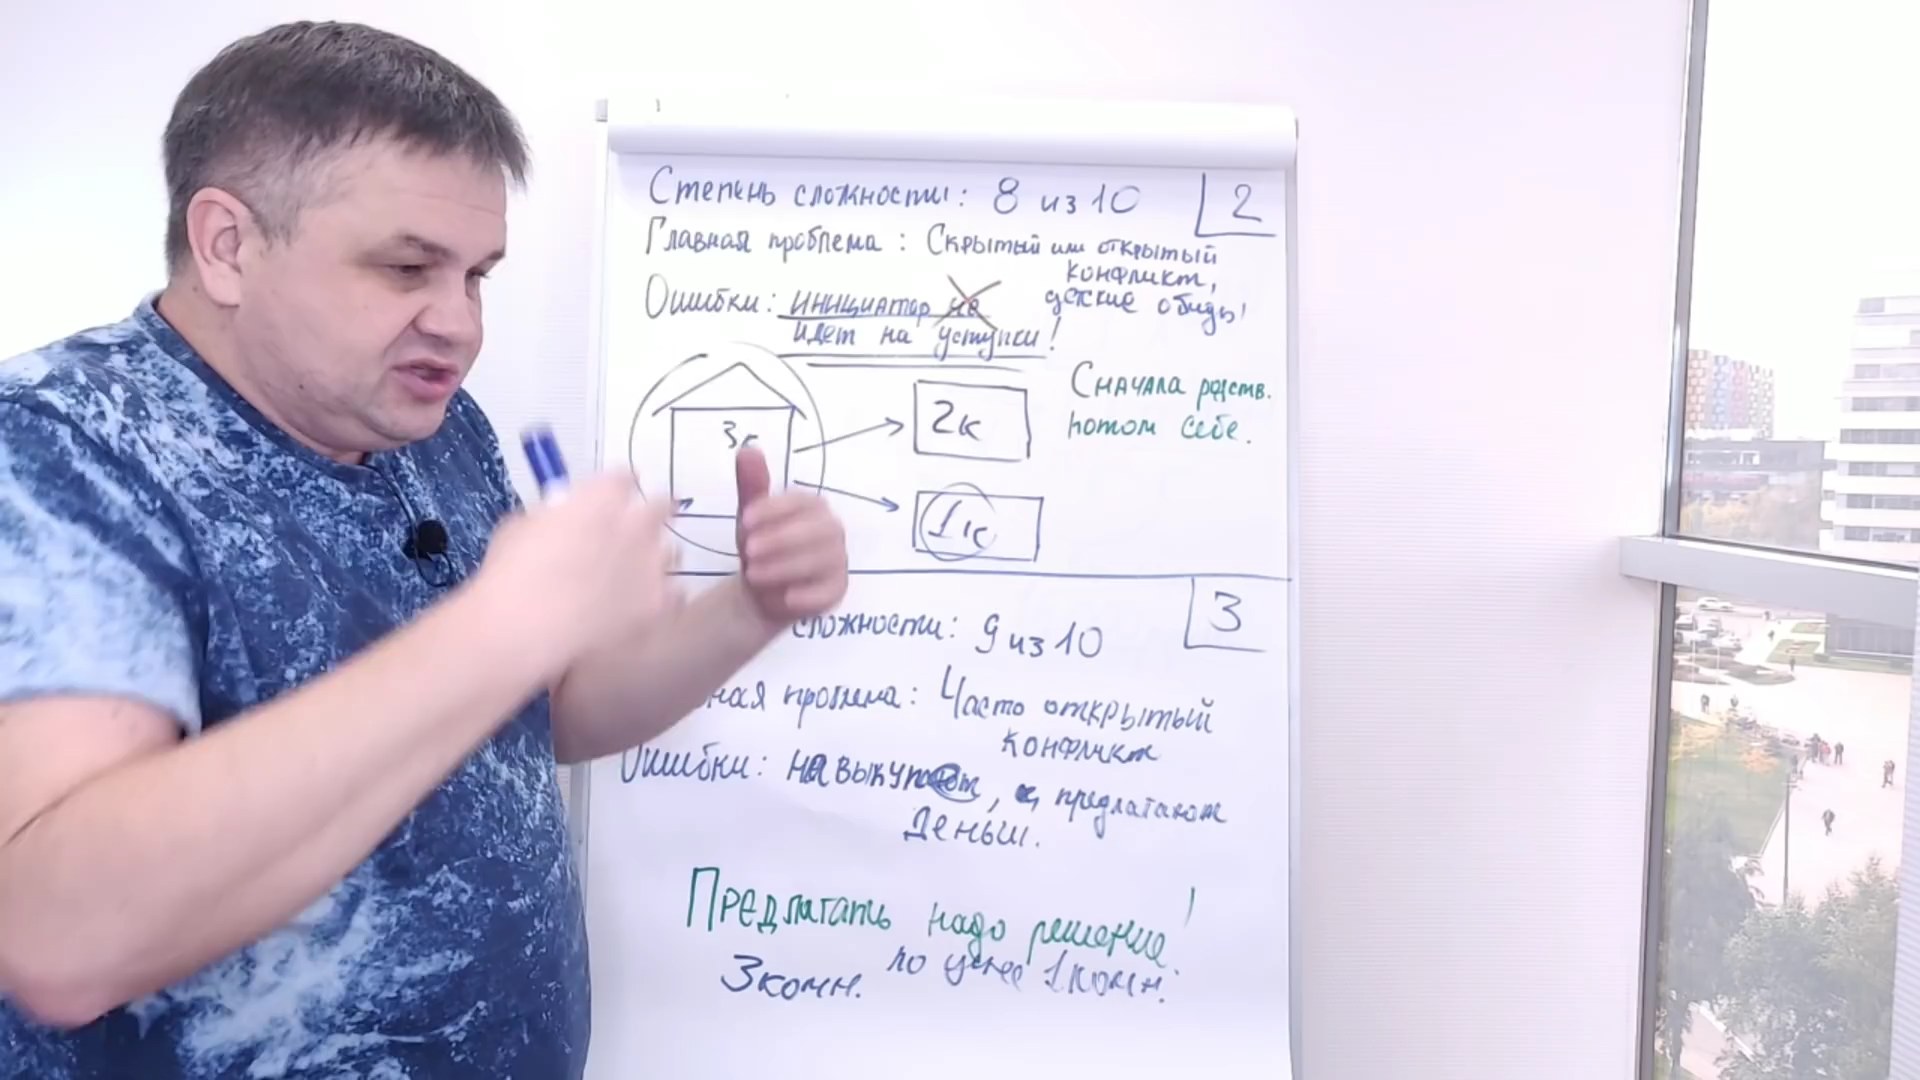 Степень сложности: 8 из 10
2
Главная проблема: Скрытый или открытый
конфликт,
детские обиды!
Ошибки: инициатор не
идет на уступки!
3к
2к
1к
Сначала родств.
потом себе.
3
сложности: 9 из 10
ная проблема: Часто открытый
конфликт
Ошибки: не выкупают, предлагают
Деньги.
Предлагать надо решение!
3комн. по цене 1комн.